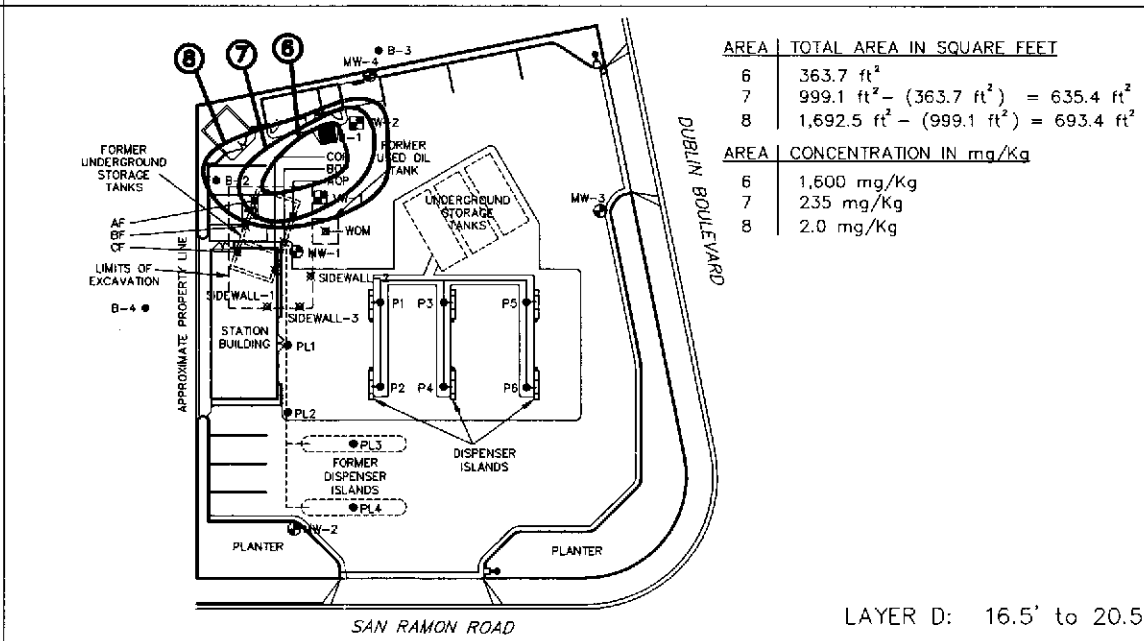 8
7
6
B-3
MW-4
FORMER
UNDERGROUND
STORAGE
TANKS
B-2
FORMER
USED OIL
TANK
AF
BF
CF
WOM
MW-1
LIMITS OF
EXCAVATION
SIDEWALL-1
SIDEWALL-2
SIDEWALL-3
B-4
APPROXIMATE PROPERTY LINE
STATION
BUILDING
PL1
PL2
PL3
FORMER
DISPENSER
ISLANDS
PL4
MW-2
PLANTER
UNDERGROUND
STORAGE
TANKS
P1 P3 P5
P2 P4 P6
DISPENSER
ISLANDS
MW-3
PLANTER
DUBLIN BOULEVARD
SAN RAMON ROAD
AREA TOTAL AREA IN SQUARE FEET
6 363.7 ft²
7 999.1 ft² - (363.7 ft²) = 635.4 ft²
8 1,692.5 ft² - (999.1 ft²) = 693.4 ft²
AREA CONCENTRATION IN mg/Kg
6 1,600 mg/Kg
7 235 mg/Kg
8 2.0 mg/Kg
LAYER D: 16.5' to 20.5